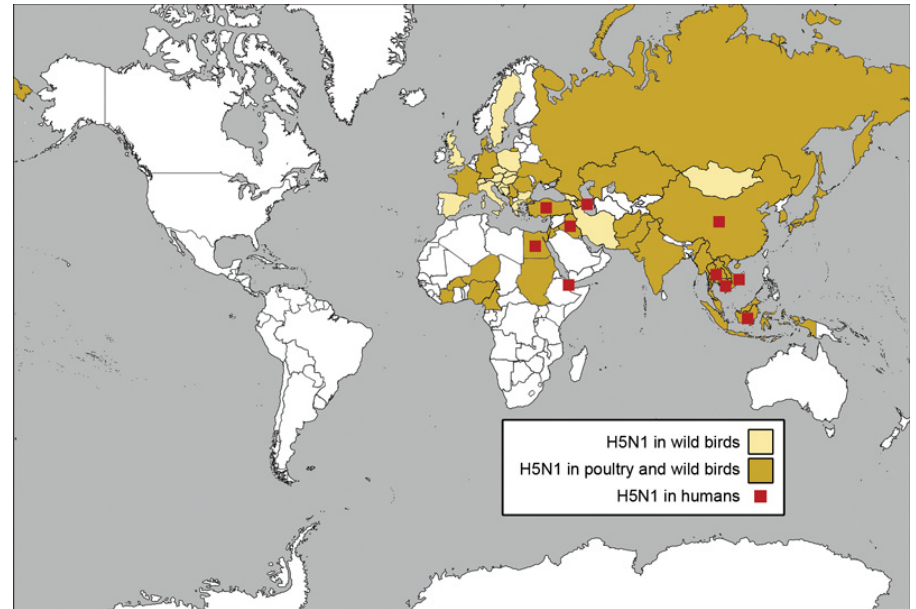 H5N1 in wild birds
H5N1 in poultry and wild birds
H5N1 in humans